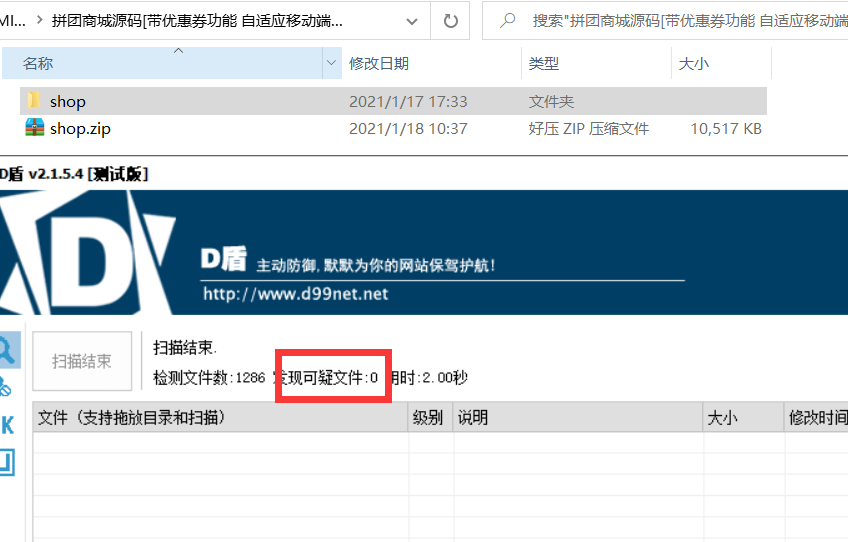 MI... > 拼团商城源码[带优惠券功能 自适应移动端... 搜索"拼团商城源码[带优惠券功能 自适应移动端
名称 修改日期 类型 大小
shop 2021/1/17 17:33 文件夹
shop.zip 2021/1/18 10:37 好压 ZIP 压缩文件 10,517 KB
D盾 v2.1.5.4 [测试版]
D盾 主动防御,默默为你的网站保驾护航!
http://www.d99net.net
扫描结束
扫描结束.
检测文件数:1286 发现可疑文件:0 用时:2.00秒
文件（支持拖放目录和扫描） 级别 说明 大小 修改时间
K